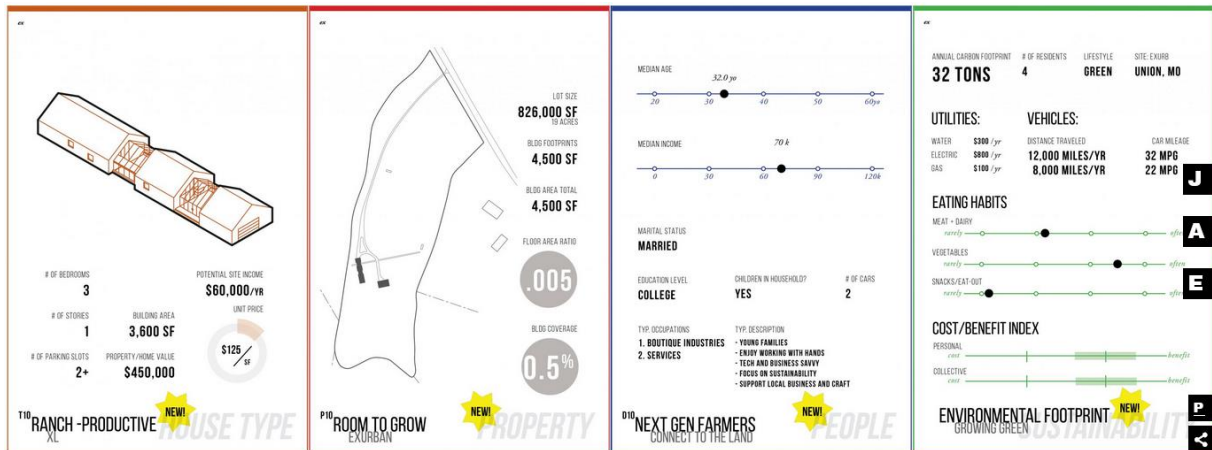 ex
# OF BEDROOMS
3
POTENTIAL SITE INCOME
$60,000/YR
# OF STORIES
1
BUILDING AREA
3,600 SF
UNIT PRICE
$125/SF
# OF PARKING SLOTS
2+
PROPERTY/HOME VALUE
$450,000
NEW!
T10 RANCH -PRODUCTIVE
XL
HOUSE TYPE
ex
LOT SIZE
826,000 SF
19 ACRES
BLDG FOOTPRINTS
4,500 SF
BLDG AREA TOTAL
4,500 SF
FLOOR AREA RATIO
.005
BLDG COVERAGE
0.5%
NEW!
P10 ROOM TO GROW
EXURBAN
PROPERTY
MEDIAN AGE
32.0 yo
20 30 40 50 60yo
MEDIAN INCOME
70 k
0 30 60 90 120k
MARITAL STATUS
MARRIED
EDUCATION LEVEL
COLLEGE
CHILDREN IN HOUSEHOLD?
YES
# OF CARS
2
TYP. OCCUPATIONS
1. BOUTIQUE INDUSTRIES
2. SERVICES
TYP. DESCRIPTION
- YOUNG FAMILIES
- ENJOY WORKING WITH HANDS
- TECH AND BUSINESS SAVVY
- FOCUS ON SUSTAINABILITY
- SUPPORT LOCAL BUSINESS AND CRAFT
NEW!
D10 NEXT GEN FARMERS
CONNECT TO THE LAND
PEOPLE
ex
ANNUAL CARBON FOOTPRINT
32 TONS
# OF RESIDENTS
4
LIFESTYLE
GREEN
SITE: EXURB
UNION, MO
UTILITIES:
WATER $300 / yr
ELECTRIC $800 / yr
GAS $100 / yr
VEHICLES:
DISTANCE TRAVELED CAR MILEAGE
12,000 MILES/YR 32 MPG
8,000 MILES/YR 22 MPG
EATING HABITS
MEAT + DAIRY
rarely often
VEGETABLES
rarely often
SNACKS/EAT-OUT
rarely
COST/BENEFIT INDEX
PERSONAL
cost benefit
COLLECTIVE
cost benefit
NEW!
ENVIRONMENTAL FOOTPRINT
GROWING GREEN
SUSTAINABILITY
J
A
E
P